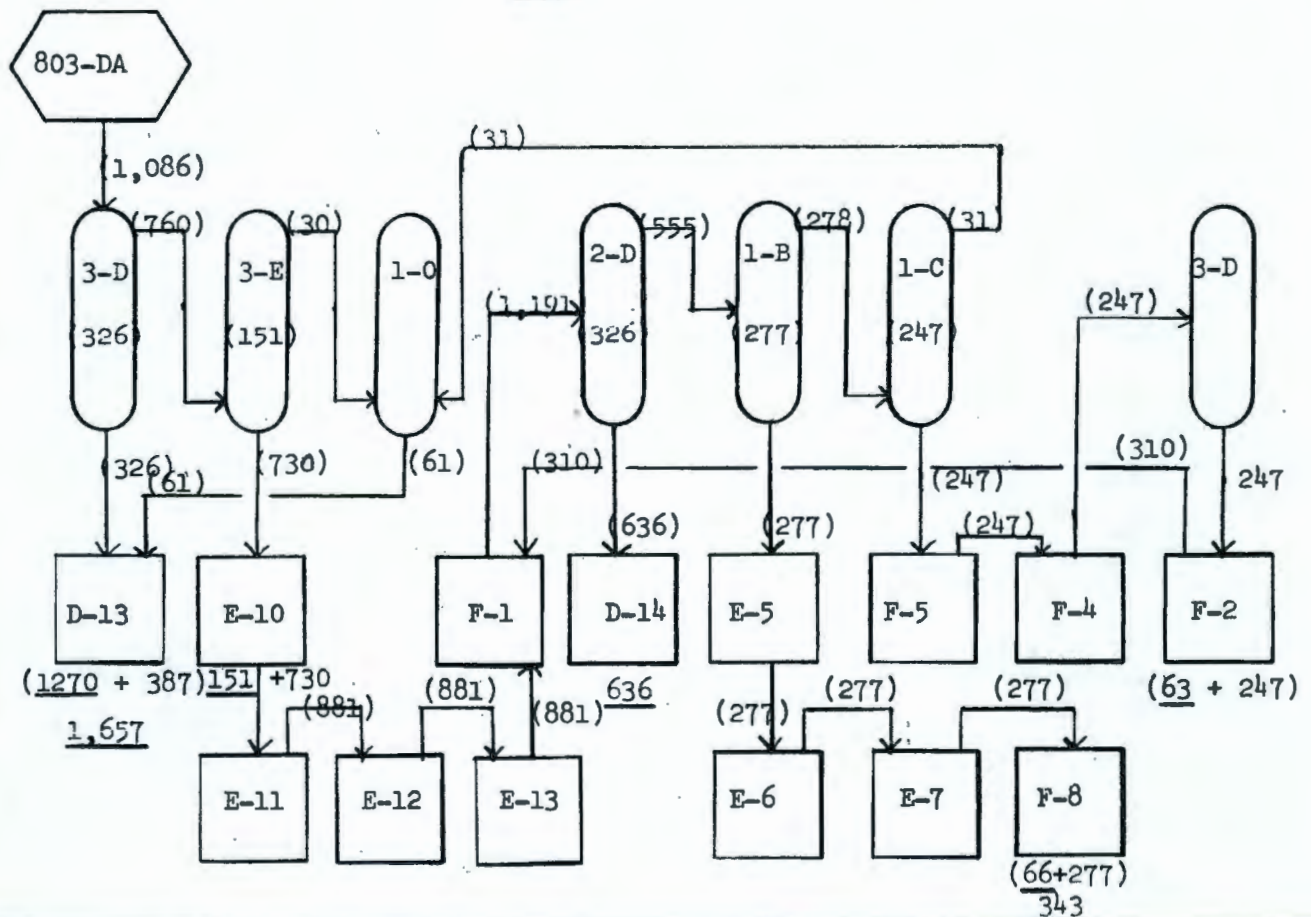 803-DA
(31)
(1,086)
(760)
(30)
(555)
(278)
(31)
3-D
3-E
1-O
2-D
1-B
1-C
3-D
(1,191
(247)
(326)
(151)
(326)
(277)
(247)
(326)
(730)
(61)
(61)
(310)
(310)
(247)
247
(636)
(277)
(247)
D-13
E-10
F-1
D-14
E-5
F-5
F-4
F-2
(1270 + 387)
151 +730
636
(63 + 247)
1,657
(881)
(881)
(881)
(277)
(277)
(277)
E-11
E-12
E-13
E-6
E-7
F-8
(66+277)
343